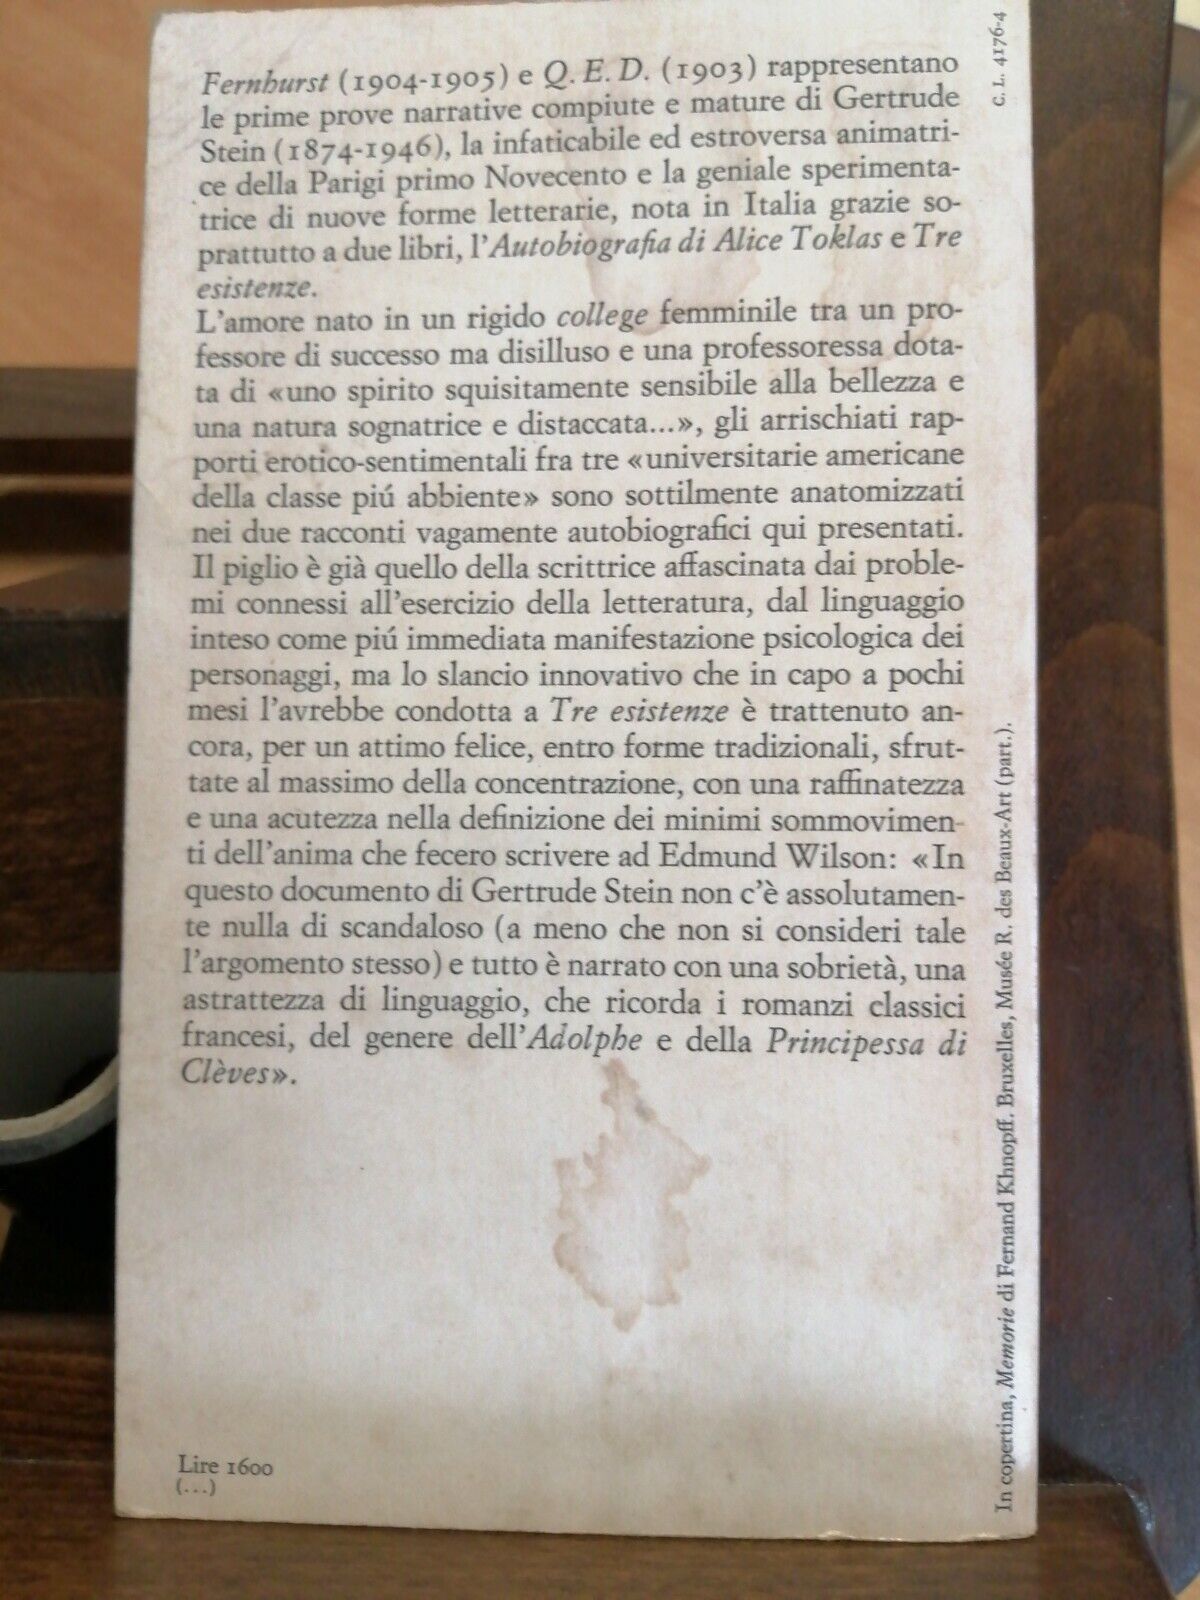 Fernhurst (1904-1905) e Q. E. D. (1903) rappresentano
le prime prove narrative compiute e mature di Gertrude
Stein (1874-1946), la infaticabile ed estroversa animatri-
ce della Parigi primo Novecento e la geniale sperimenta-
trice di nuove forme letterarie, nota in Italia grazie so-
prattutto a due libri, l'Autobiografia di Alice Toklas e Tre
esistenze.
L'amore nato in un rigido college femminile tra un pro-
fessore di successo ma disilluso e una professoressa dota-
ta di «uno spirito squisitamente sensibile alla bellezza e
una natura sognatrice e distaccata...», gli arrischiati rap-
porti erotico-sentimentali fra tre «universitarie americane
della classe piú abbiente» sono sottilmente anatomizzati
nei due racconti vagamente autobiografici qui presentati.
Il piglio è già quello della scrittrice affascinata dai proble-
mi connessi all'esercizio della letteratura, dal linguaggio
inteso come piú immediata manifestazione psicologica dei
personaggi, ma lo slancio innovativo che in capo a pochi
mesi l'avrebbe condotta a Tre esistenze è trattenuto an-
cora, per un attimo felice, entro forme tradizionali, sfrut-
tate al massimo della concentrazione, con una raffinatezza
e una acutezza nella definizione dei minimi sommovimen-
ti dell'anima che fecero scrivere ad Edmund Wilson: «In
questo documento di Gertrude Stein non c'è assolutamen-
te nulla di scandaloso (a meno che non si consideri tale
l'argomento stesso) e tutto è narrato con una sobrietà, una
astrattezza di linguaggio, che ricorda i romanzi classici
francesi, del genere dell'Adolphe e della Principessa di
Clèves».
Lire 1600
(...)
In copertina, Memorie di Fernand Khnopff. Bruxelles, Musée R. des Beaux-Art (part.).
C. L. 4176-4